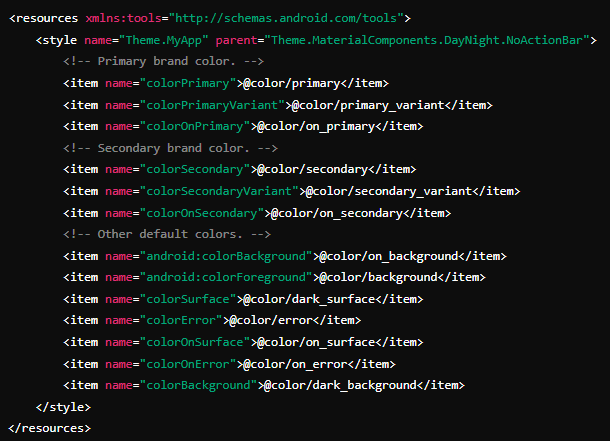 <resources xmlns:tools="http://schemas.android.com/tools">
<style name="Theme.MyApp" parent="Theme.MaterialComponents.DayNight.NoActionBar">
<!-- Primary brand color. -->
<item name="colorPrimary">@color/primary</item>
<item name="colorPrimaryVariant">@color/primary_variant</item>
<item name="colorOnPrimary">@color/on_primary</item>
<!-- Secondary brand color. -->
<item name="colorSecondary">@color/secondary</item>
<item name="colorSecondaryVariant">@color/secondary_variant</item>
<item name="colorOnSecondary">@color/on_secondary</item>
<!-- Other default colors. -->
<item name="android:colorBackground">@color/on_background</item>
<item name="android:colorForeground">@color/background</item>
<item name="colorSurface">@color/dark_surface</item>
<item name="colorError">@color/error</item>
<item name="colorOnSurface">@color/on_surface</item>
<item name="colorOnError">@color/on_error</item>
<item name="colorBackground">@color/dark_background</item>
</style>
</resources>